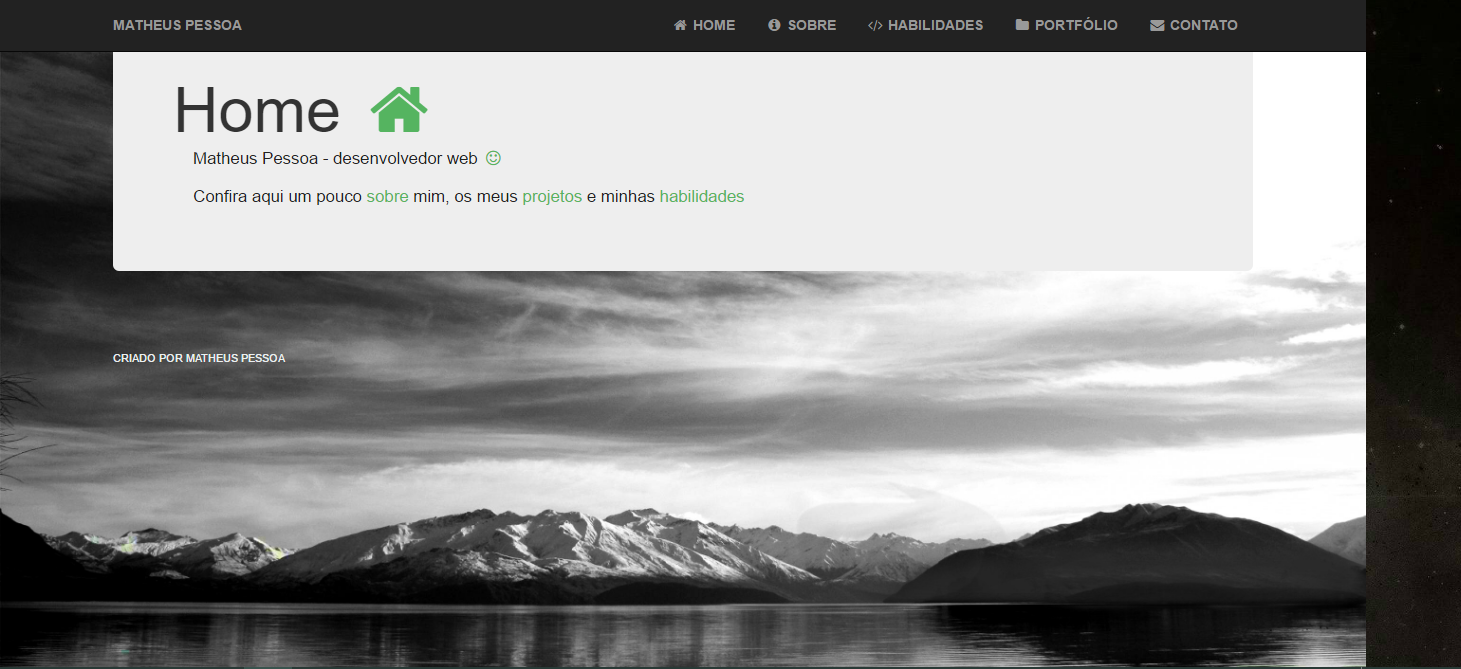 MATHEUS PESSOA HOME SOBRE HABILIDADES PORTFÓLIO CONTATO
Home
Matheus Pessoa - desenvolvedor web
Confira aqui um pouco sobre mim, os meus projetos e minhas habilidades
CRIADO POR MATHEUS PESSOA